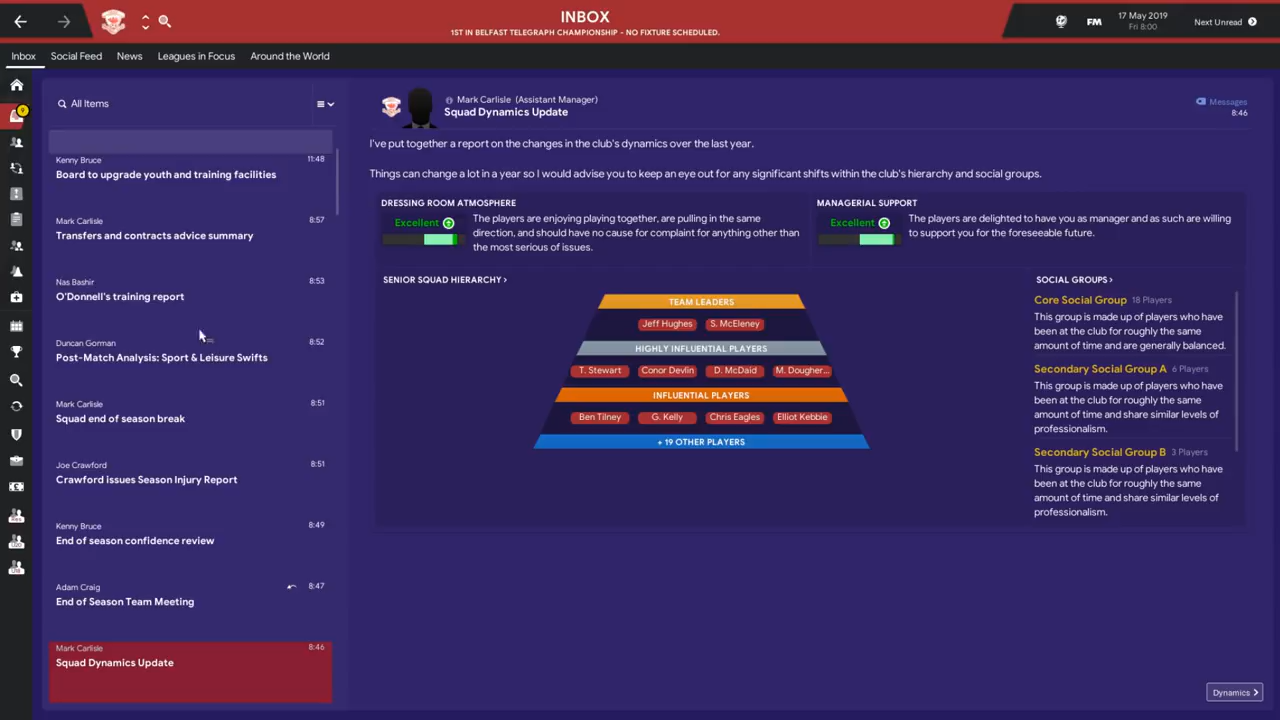 INBOX
1ST IN BELFAST TELEGRAPH CHAMPIONSHIP - NO FIXTURE SCHEDULED.
FM
17 May 2019
Fri 8:00
Next Unread
Inbox
Social Feed
News
Leagues in Focus
Around the World
All Items
Kenny Bruce
11:48
Board to upgrade youth and training facilities
Mark Carlisle
8:57
Transfers and contracts advice summary
Nas Bashir
8:53
O'Donnell's training report
Duncan Gorman
8:52
Post-Match Analysis: Sport & Leisure Swifts
Mark Carlisle
8:51
Squad end of season break
Joe Crawford
8:51
Crawford issues Season Injury Report
Kenny Bruce
8:49
End of season confidence review
Adam Craig
8:47
End of Season Team Meeting
Mark Carlisle
8:46
Squad Dynamics Update
Mark Carlisle (Assistant Manager)
Squad Dynamics Update
Messages
8:46
I've put together a report on the changes in the club's dynamics over the last year.
Things can change a lot in a year so I would advise you to keep an eye out for any significant shifts within the club's hierarchy and social groups.
DRESSING ROOM ATMOSPHERE
Excellent
The players are enjoying playing together, are pulling in the same
direction, and should have no cause for complaint for anything other than
the most serious of issues.
MANAGERIAL SUPPORT
Excellent
The players are delighted to have you as manager and as such are willing
to support you for the foreseeable future.
SENIOR SQUAD HIERARCHY >
TEAM LEADERS
Jeff Hughes
S. McEleney
HIGHLY INFLUENTIAL PLAYERS
T. Stewart
Conor Devlin
D. McDaid
M. Dougher...
INFLUENTIAL PLAYERS
Ben Tilney
G. Kelly
Chris Eagles
Elliot Kebbie
+ 19 OTHER PLAYERS
SOCIAL GROUPS >
Core Social Group 18 Players
This group is made up of players who have
been at the club for roughly the same
amount of time and are generally balanced.
Secondary Social Group A 6 Players
This group is made up of players who have
been at the club for roughly the same
amount of time and share similar levels of
professionalism.
Secondary Social Group B 3 Players
This group is made up of players who have
been at the club for roughly the same
amount of time and share similar levels of
professionalism.
Dynamics >